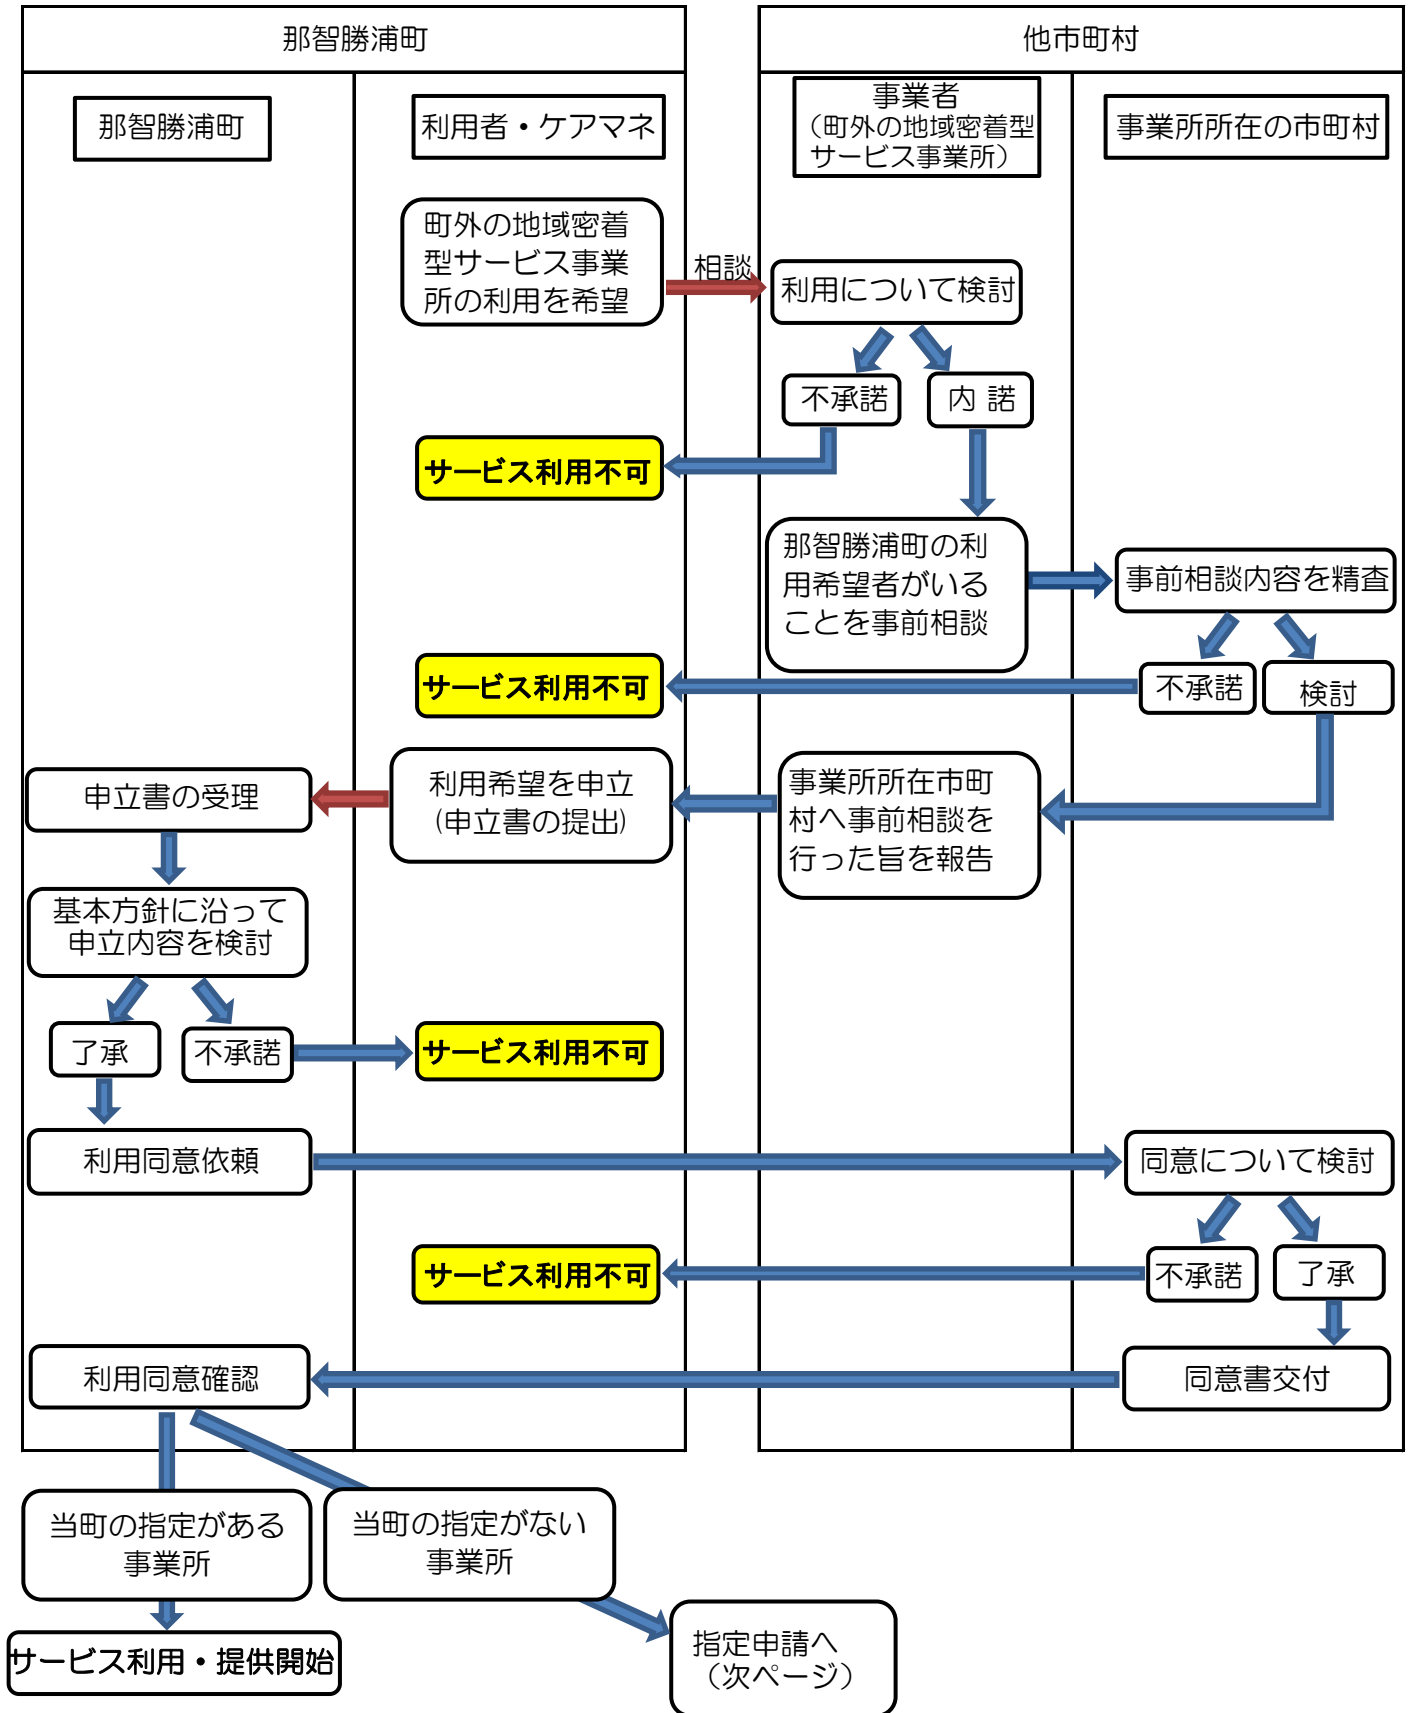 那智勝浦町
他市町村
那智勝浦町
利用者・ケアマネ
事業者
（町外の地域密着型
サービス事業所）
事業所所在の市町村
町外の地域密着
型サービス事業
所の利用を希望
相談
利用について検討
不承諾
内 諾
サービス利用不可
那智勝浦町の利
用希望者がいる
ことを事前相談
事前相談内容を精査
サービス利用不可
不承諾
検討
申立書の受理
利用希望を申立
(申立書の提出)
事業所所在市町
村へ事前相談を
行った旨を報告
基本方針に沿って
申立内容を検討
了承
不承諾
サービス利用不可
利用同意依頼
同意について検討
サービス利用不可
不承諾
了承
利用同意確認
同意書交付
当町の指定がある
事業所
当町の指定がない
事業所
サービス利用・提供開始
指定申請へ
（次ページ）